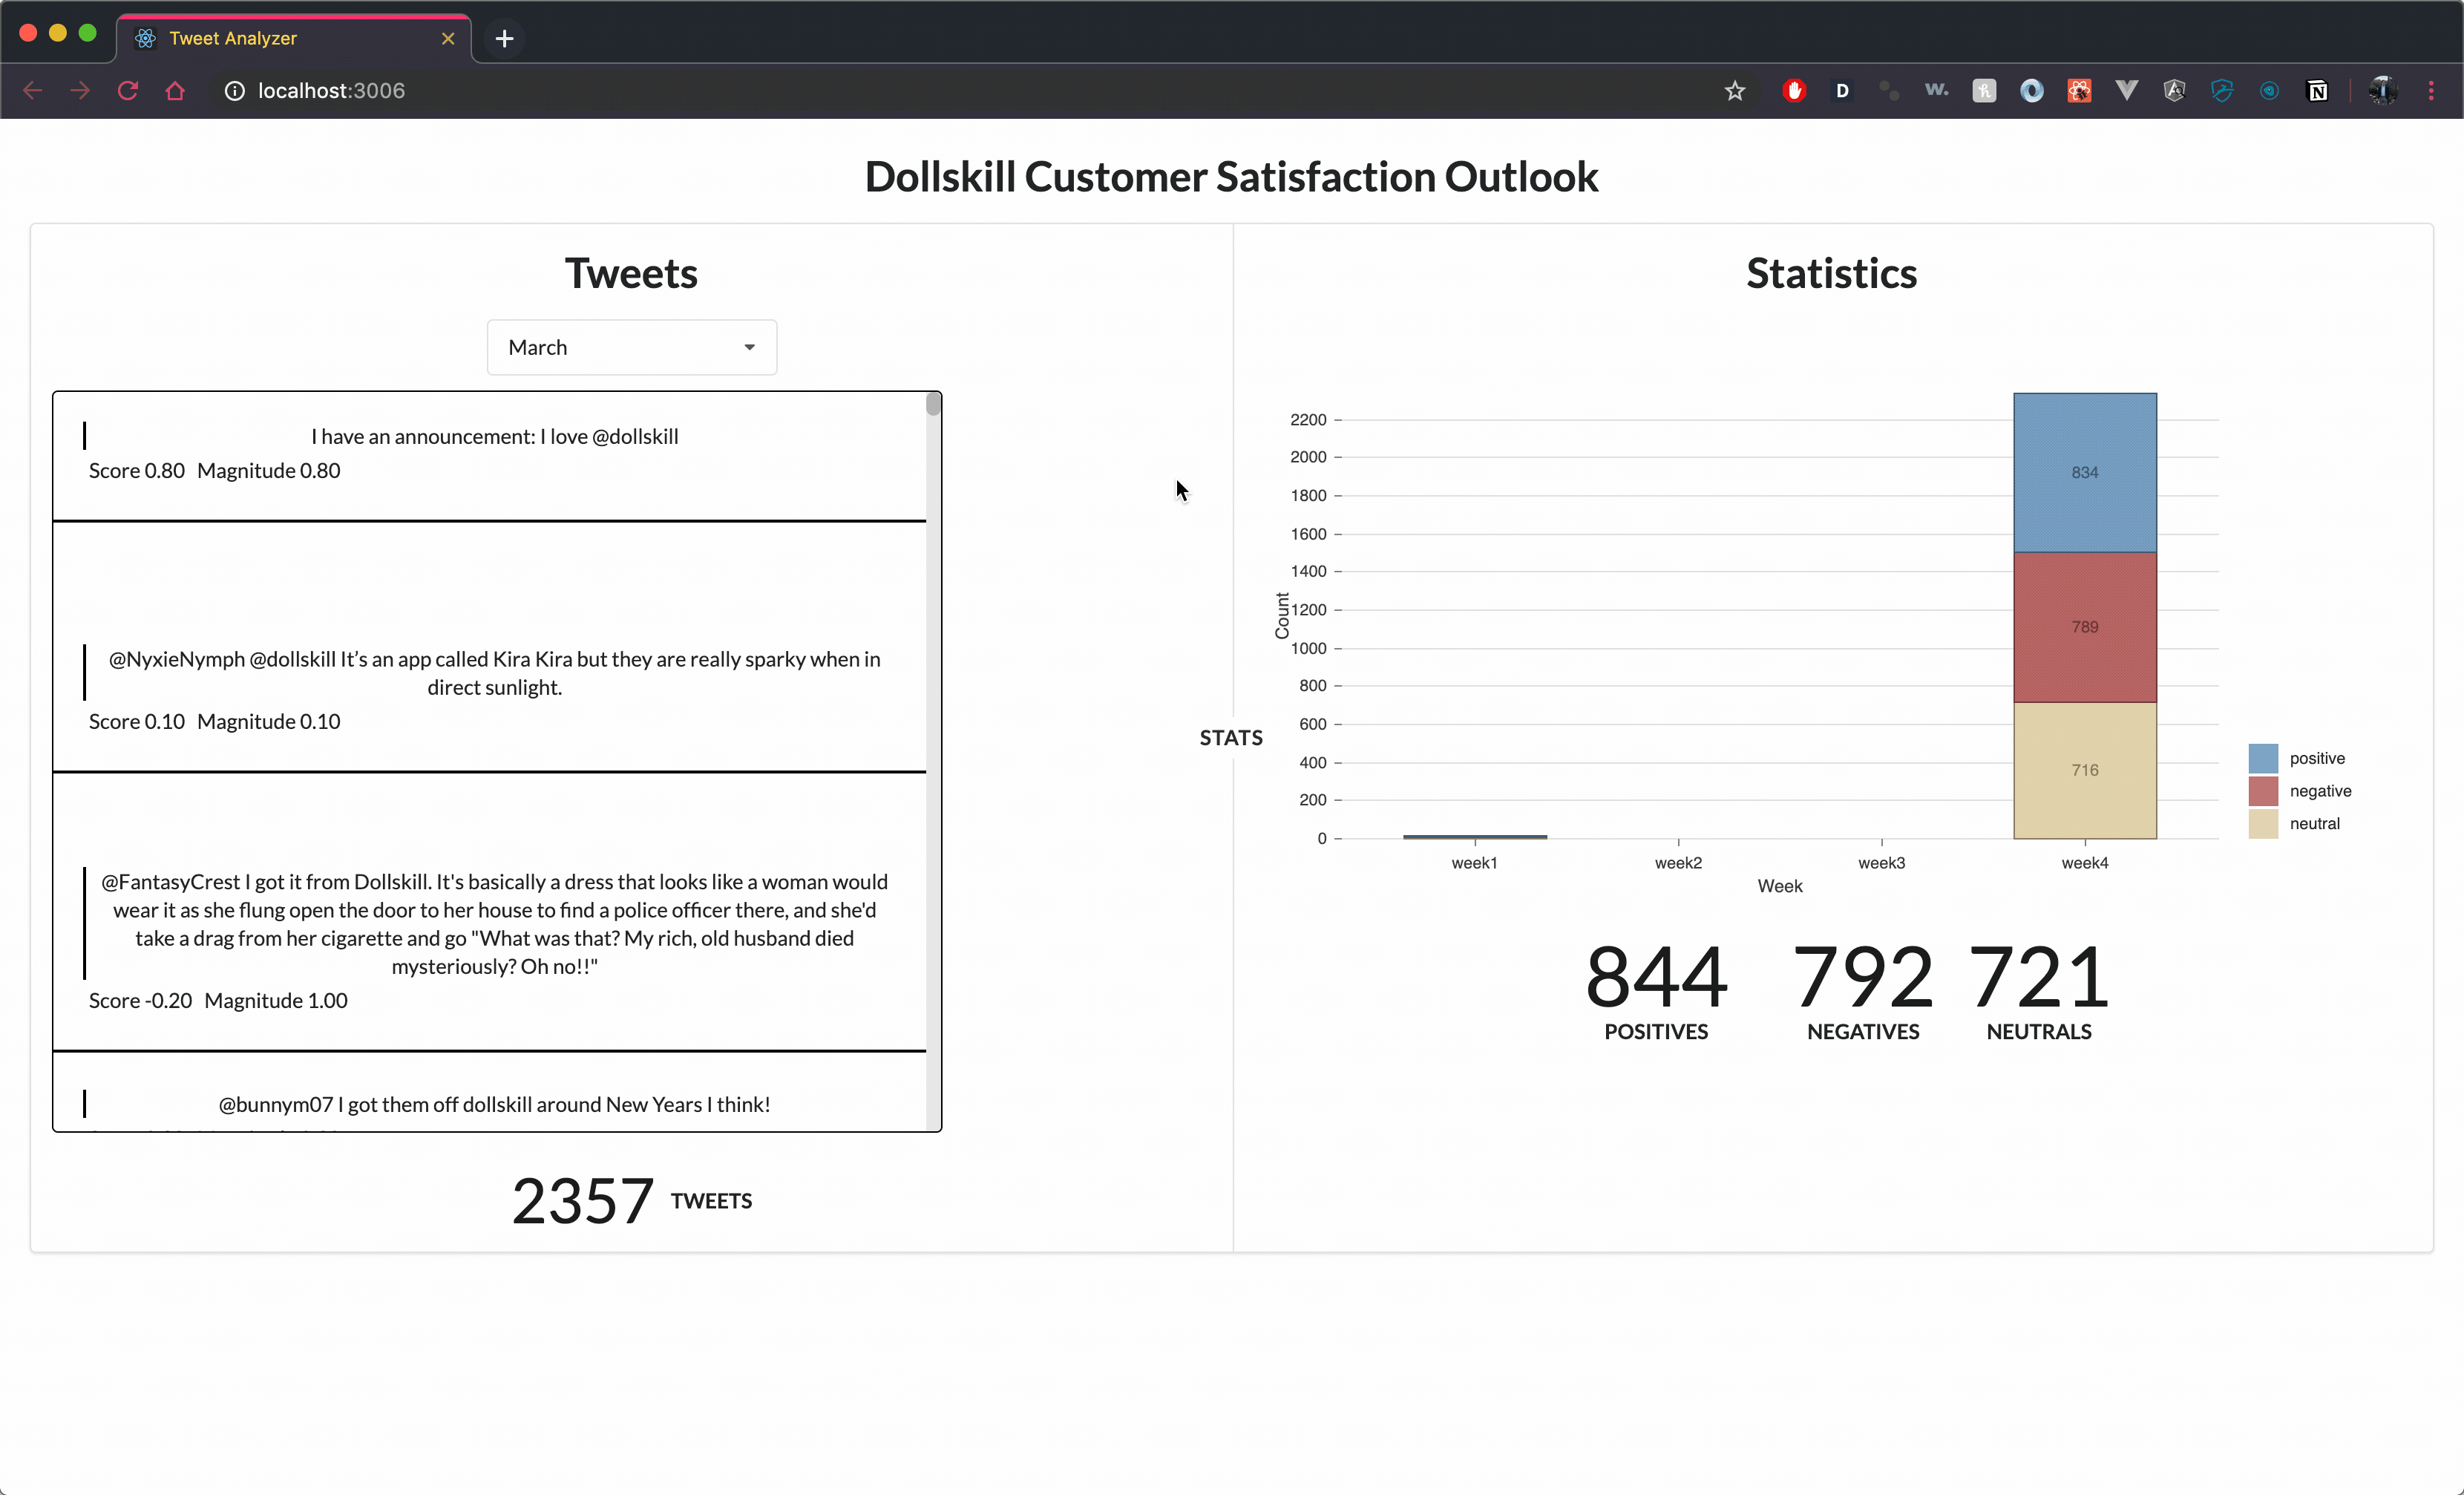 Tweet Analyzer
localhost:3006
Dollskill Customer Satisfaction Outlook
Tweets
March
I have an announcement: I love @dollskill
Score 0.80 Magnitude 0.80
@NyxieNymph @dollskill It’s an app called Kira Kira but they are really sparky when in
direct sunlight.
Score 0.10 Magnitude 0.10
@FantasyCrest I got it from Dollskill. It's basically a dress that looks like a woman would
wear it as she flung open the door to her house to find a police officer there, and she'd
take a drag from her cigarette and go "What was that? My rich, old husband died
mysteriously? Oh no!!"
Score -0.20 Magnitude 1.00
@bunnym07 I got them off dollskill around New Years I think!
2357 TWEETS
STATS
Statistics
Count
2200
2000
1800
1600
1400
1200
1000
800
600
400
200
0
834
789
716
week1 week2 week3 week4
Week
positive
negative
neutral
844 792 721
POSITIVES NEGATIVES NEUTRALS